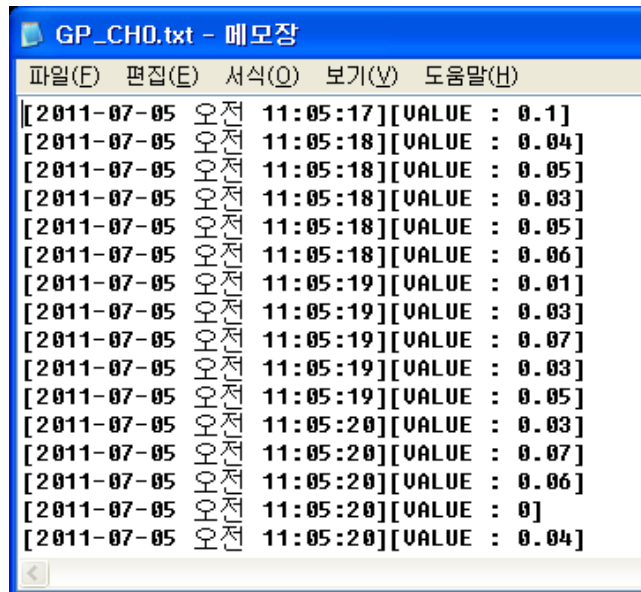 GP_CH0.txt - 메모장
파일(F) 편집(E) 서식(O) 보기(V) 도움말(H)
[2011-07-05 오전 11:05:17][VALUE : 0.1]
[2011-07-05 오전 11:05:18][VALUE : 0.04]
[2011-07-05 오전 11:05:18][VALUE : 0.05]
[2011-07-05 오전 11:05:18][VALUE : 0.03]
[2011-07-05 오전 11:05:18][VALUE : 0.05]
[2011-07-05 오전 11:05:18][VALUE : 0.06]
[2011-07-05 오전 11:05:19][VALUE : 0.01]
[2011-07-05 오전 11:05:19][VALUE : 0.03]
[2011-07-05 오전 11:05:19][VALUE : 0.07]
[2011-07-05 오전 11:05:19][VALUE : 0.03]
[2011-07-05 오전 11:05:19][VALUE : 0.05]
[2011-07-05 오전 11:05:20][VALUE : 0.03]
[2011-07-05 오전 11:05:20][VALUE : 0.07]
[2011-07-05 오전 11:05:20][VALUE : 0.06]
[2011-07-05 오전 11:05:20][VALUE : 0]
[2011-07-05 오전 11:05:20][VALUE : 0.04]